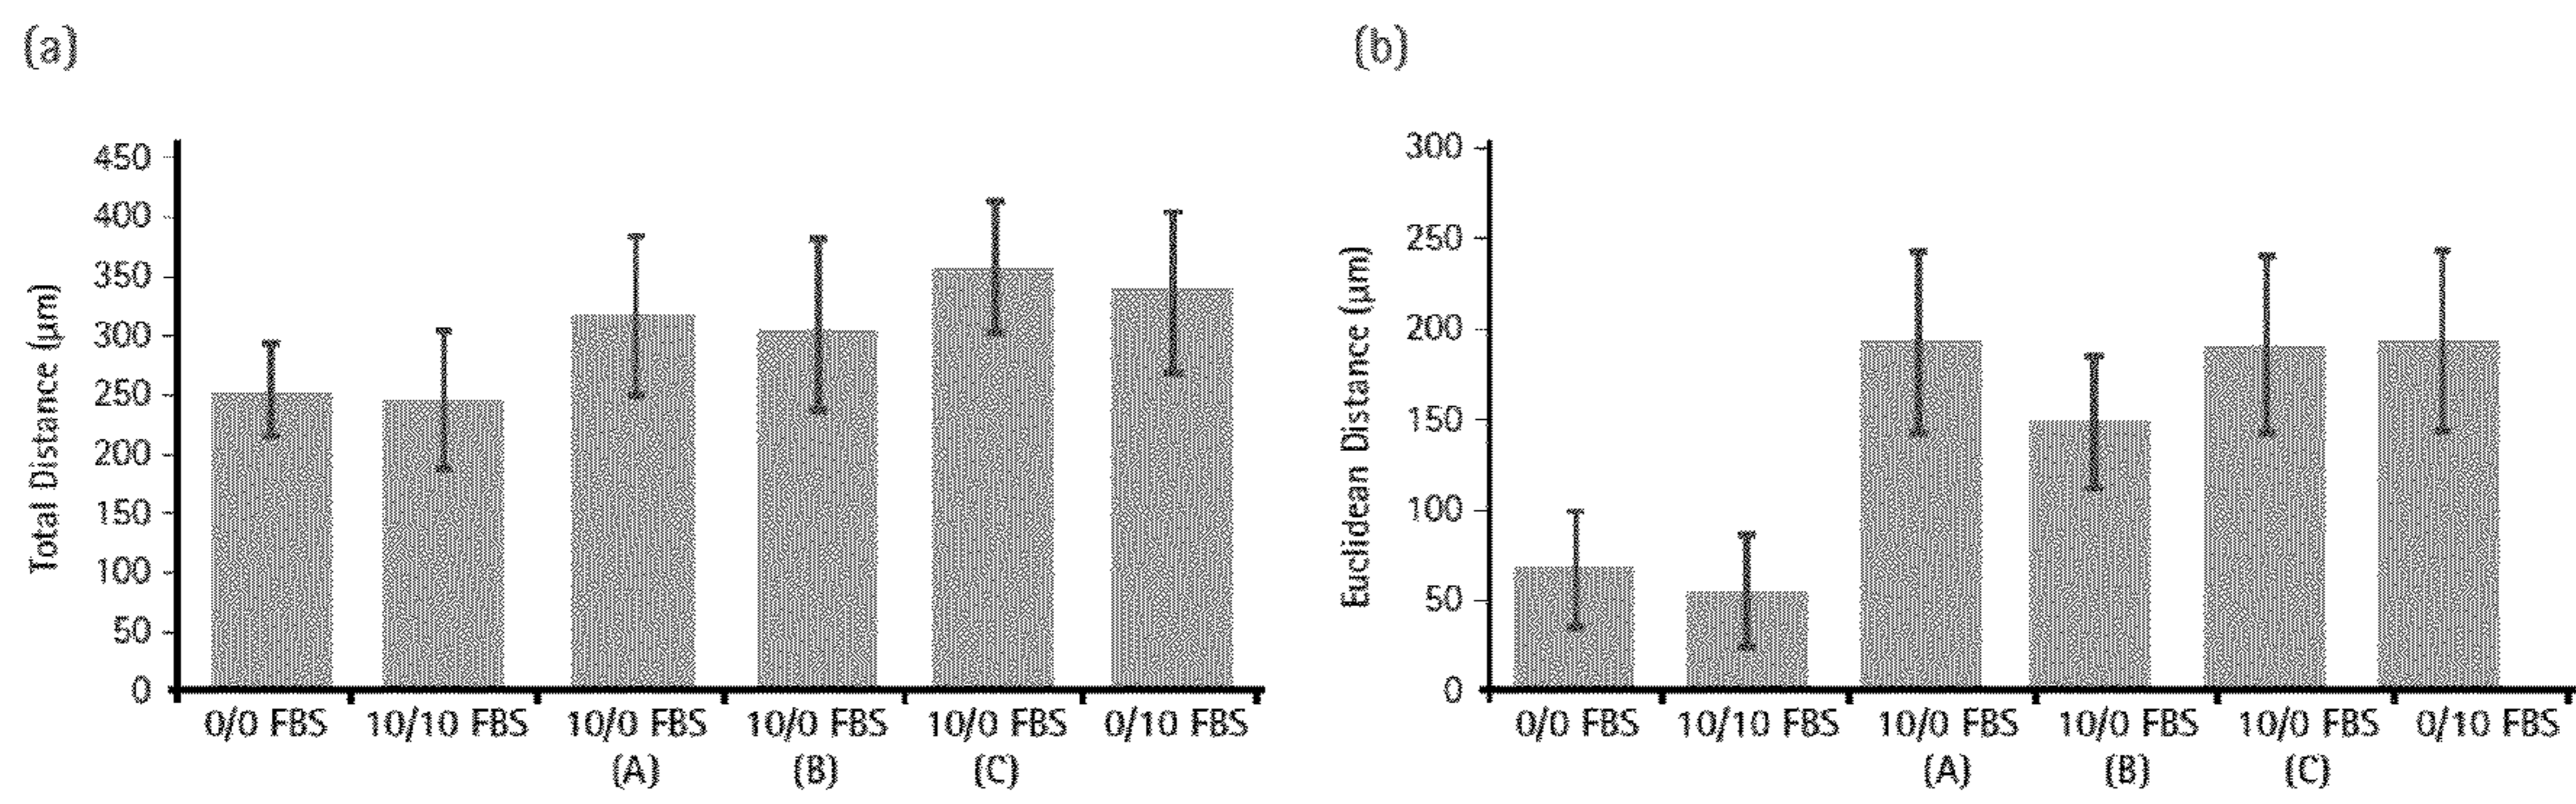 (a)
Total Distance (µm)
450
400
350
300
250
200
150
100
50
0
0/0 FBS 10/10 FBS 10/0 FBS 10/0 FBS 10/0 FBS 0/10 FBS
(A) (B) (C)
(b)
Euclidean Distance (µm)
300
250
200
150
100
50
0
0/0 FBS 10/10 FBS 10/0 FBS 10/0 FBS 10/0 FBS 0/10 FBS
(A) (B) (C)